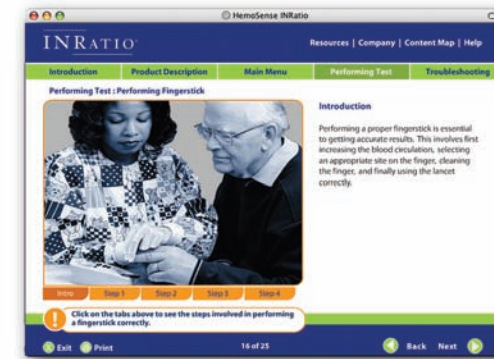 HemoSense INRatio
INRATIO
Resources | Company | Content Map | Help
Introduction
Product Description
Main Menu
Performing Test
Troubleshooting
Performing Test : Performing Fingerstick
Introduction
Performing a proper fingerstick is essential
to getting accurate results. This involves first
increasing the blood circulation, selecting
an appropriate site on the finger, cleaning
the finger, and finally using the lancet
correctly.
Intro
Step 1
Step 2
Step 3
Step 4
! Click on the tabs above to see the steps involved in performing
a fingerstick correctly.
X Exit
Print
16 of 25
Back
Next